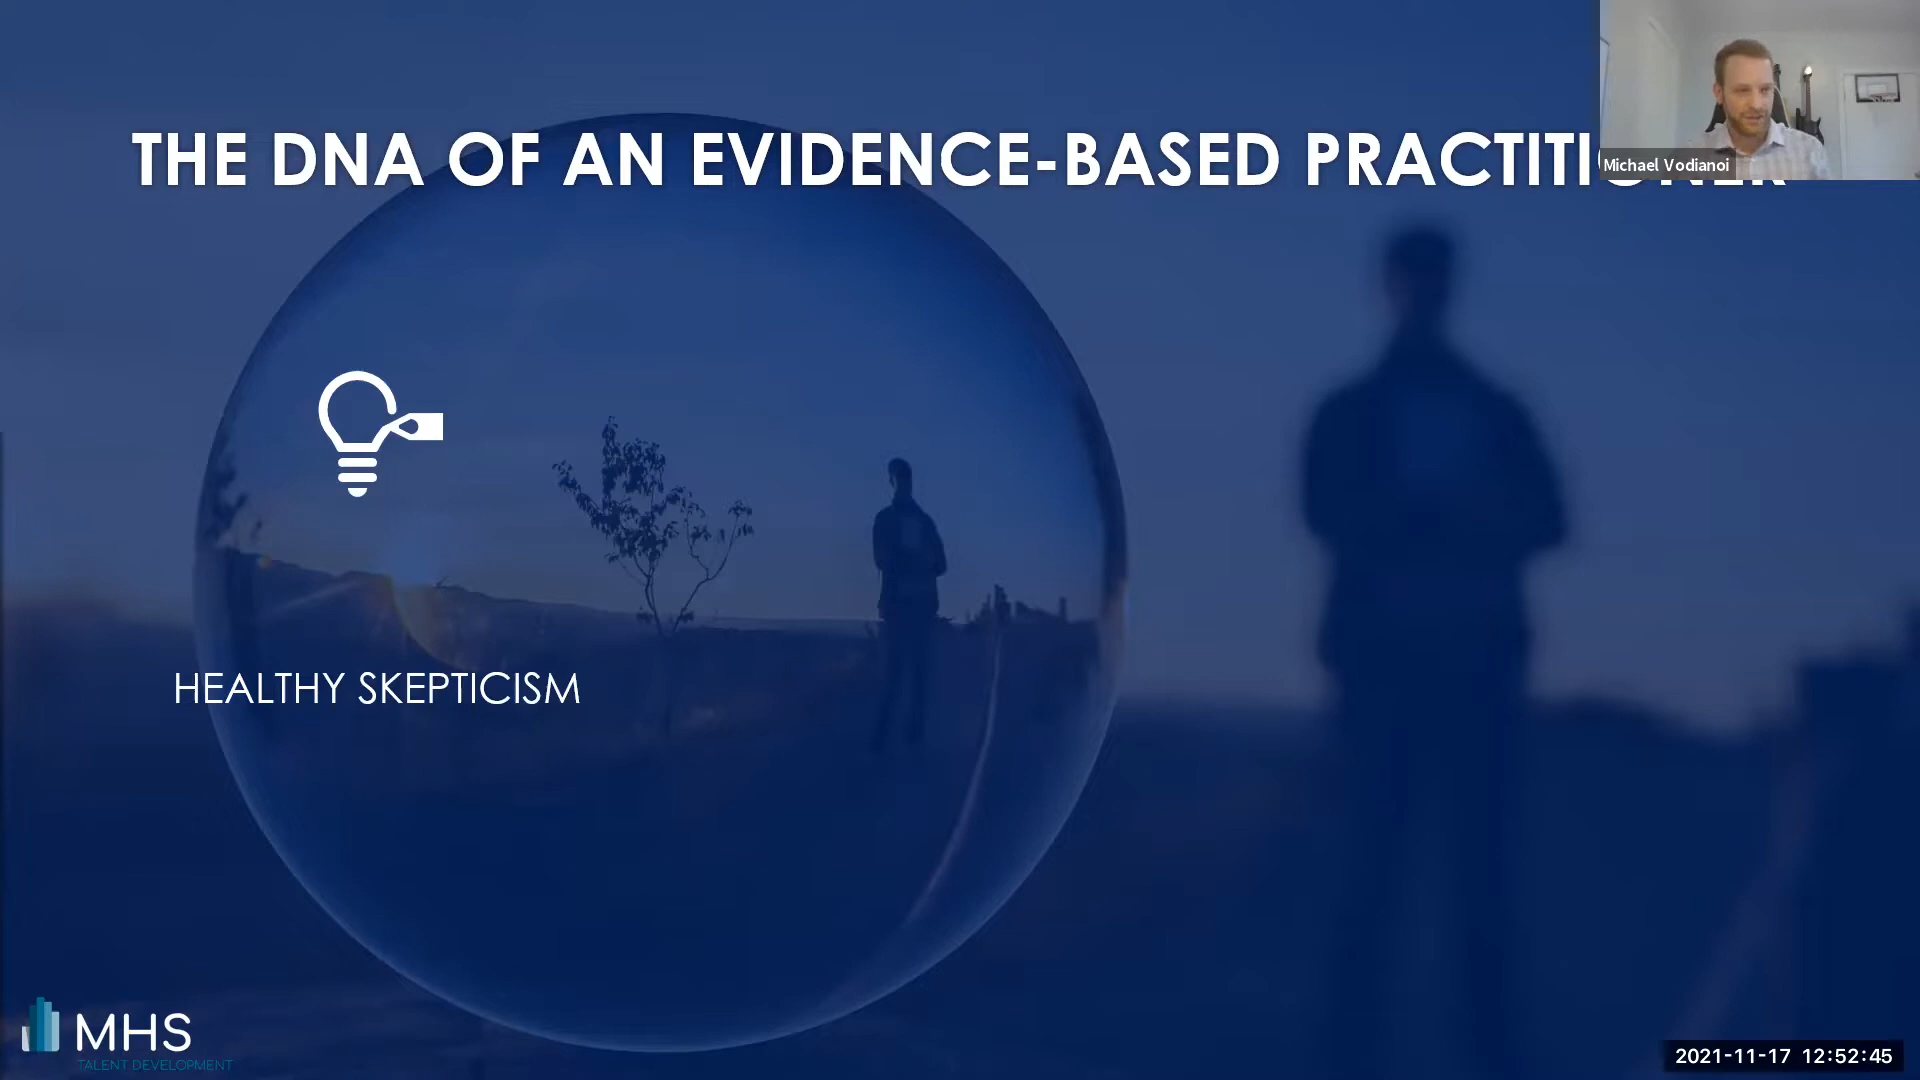 THE DNA OF AN EVIDENCE-BASED PRACTITIONER
Michael Vodianoi
HEALTHY SKEPTICISM
MHS
TALENT DEVELOPMENT
2021-11-17 12:52:45